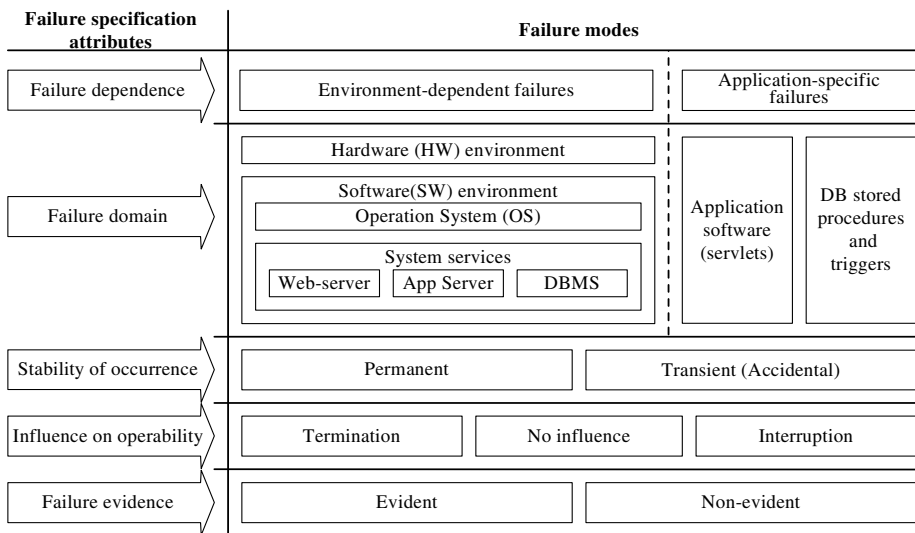 Failure specification
attributes
Failure modes
Failure dependence
Environment-dependent failures
Application-specific
failures
Failure domain
Hardware (HW) environment
Software(SW) environment
Operation System (OS)
System services
Web-server
App Server
DBMS
Application
software
(servlets)
DB stored
procedures
and
triggers
Stability of occurrence
Permanent
Transient (Accidental)
Influence on operability
Termination
No influence
Interruption
Failure evidence
Evident
Non-evident